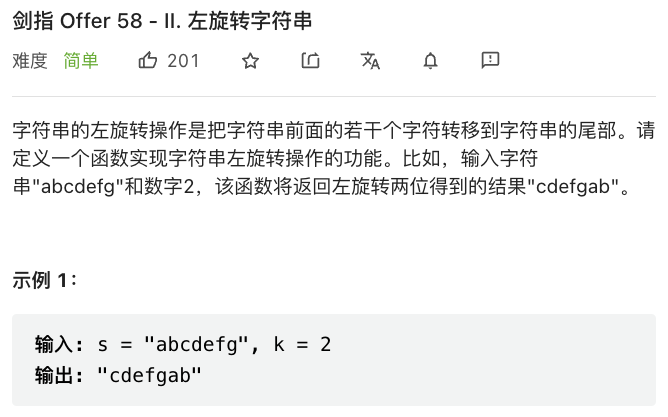 剑指 Offer 58 - II. 左旋转字符串
难度 简单 201
字符串的左旋转操作是把字符串前面的若干个字符转移到字符串的尾部。请
定义一个函数实现字符串左旋转操作的功能。比如，输入字符
串"abcdefg"和数字2，该函数将返回左旋转两位得到的结果"cdefgab"。
示例 1：
输入: s = "abcdefg", k = 2
输出: "cdefgab"